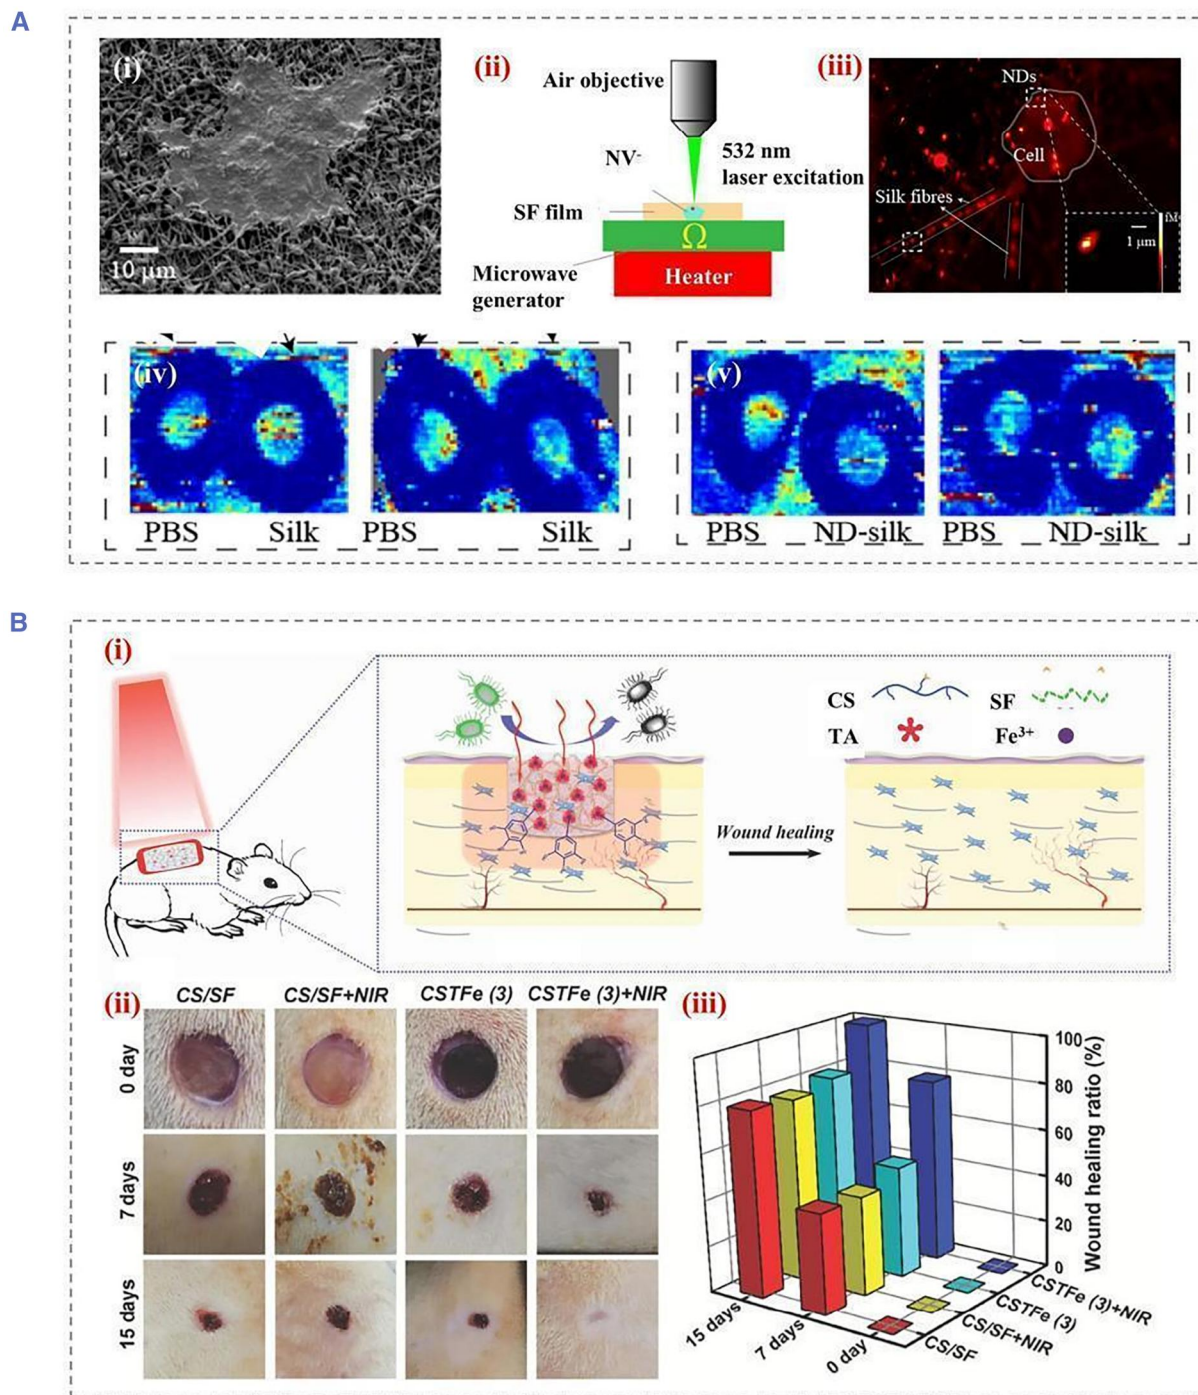 A
(i)
10 μm
(ii)
Air objective
NV-
532 nm
laser excitation
SF film
Ω
Microwave
generator
Heater
(iii)
NDs
Cell
Silk fibres
1 μm
(iv)
PBS
Silk
PBS
Silk
(v)
PBS
ND-silk
PBS
ND-silk
B
(i)
CS
SF
TA
Fe³⁺
Wound healing
(ii)
CS/SF
CS/SF+NIR
CSTFe (3)
CSTFe (3)+NIR
0 day
7 days
15 days
(iii)
100
80
60
40
20
0
Wound healing ratio (%)
15 days
7 days
0 day
CS/SF
CS/SF+NIR
CSTFe (3)
CSTFe (3)+NIR